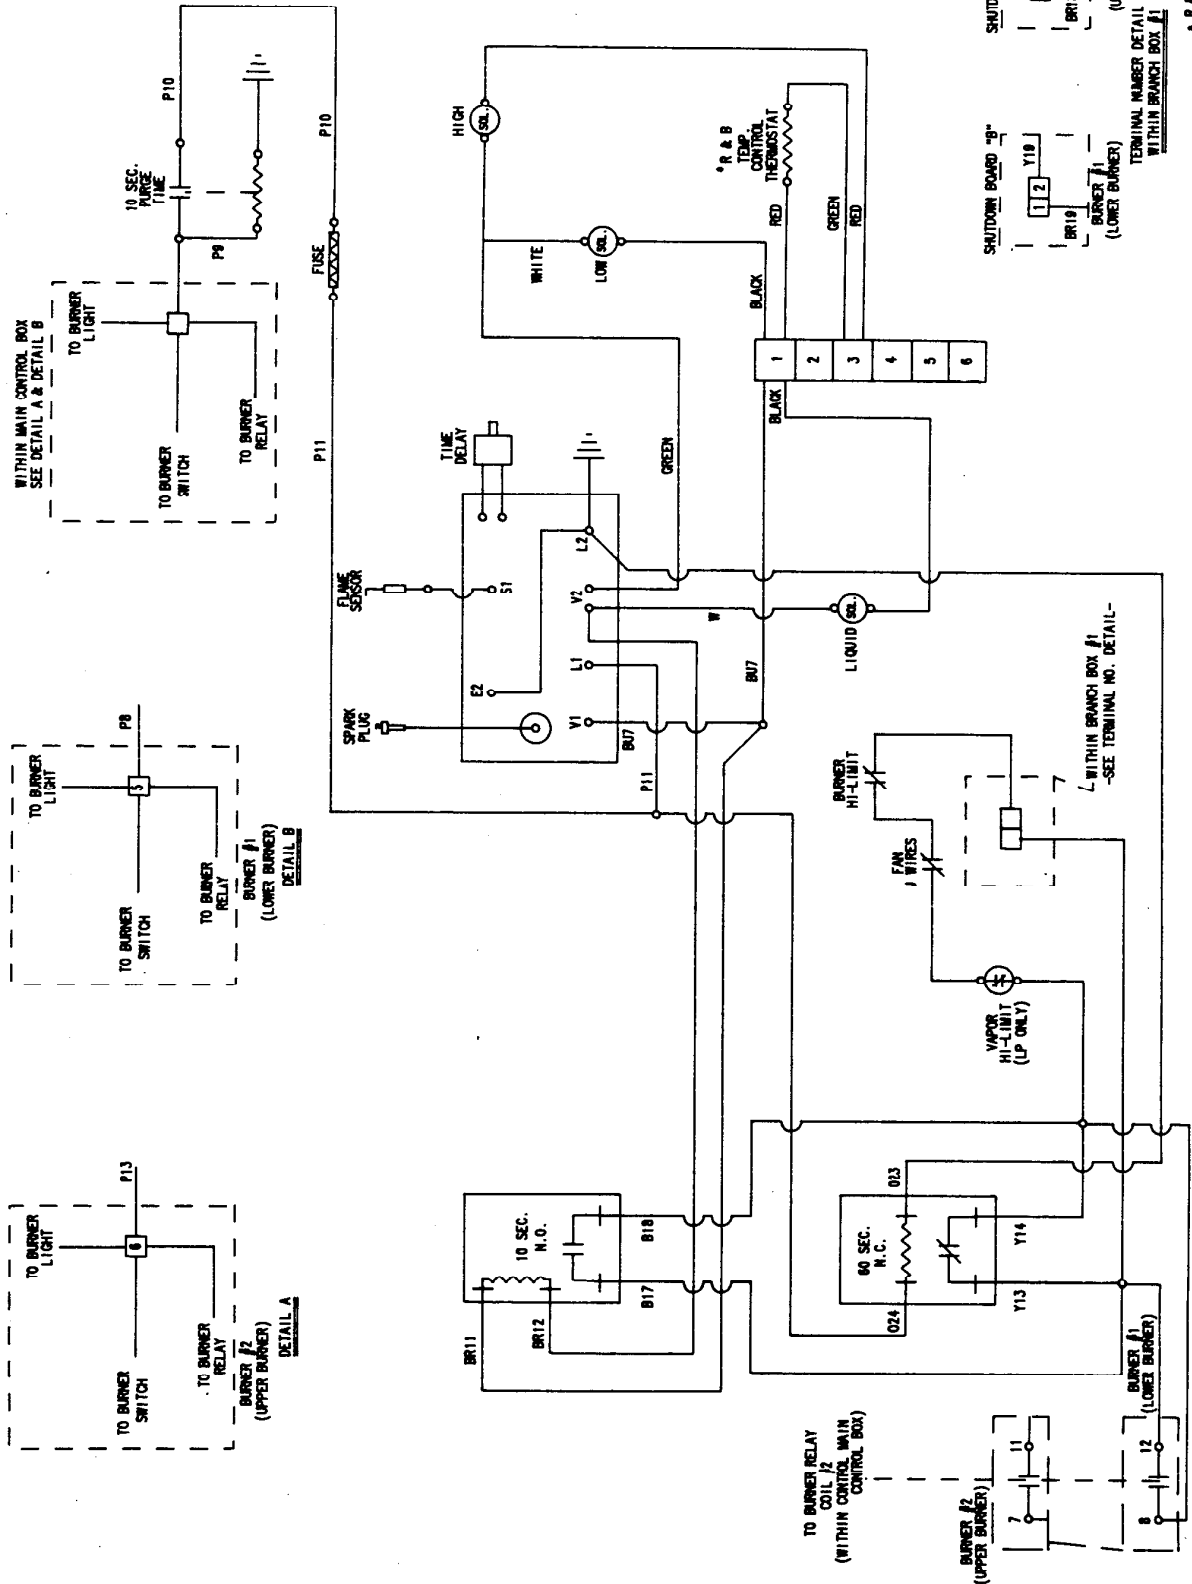 WITHIN MAIN CONTROL BOX
SEE DETAIL A & DETAIL B
TO BURNER
LIGHT
TO BURNER
SWITCH
TO BURNER
RELAY
10 SEC.
PURGE
TIME
P9
P10
P10
FUSE
P11
TO BURNER
LIGHT
P8
5
TO BURNER
SWITCH
TO BURNER
RELAY
BURNER #1
(LOWER BURNER)
DETAIL B
TO BURNER
LIGHT
P13
6
TO BURNER
SWITCH
TO BURNER
RELAY
BURNER #2
(UPPER BURNER)
DETAIL A
SPARK
PLUG
FLAME
SENSOR
TIME
DELAY
E2
S1
V1
L1
V2
L2
BU7
P11
BU7
W
GREEN
HIGH
SOL.
WHITE
LOW
SOL.
LIQUID
SOL.
BLACK
BLACK
RED
GREEN
RED
*R & B
TEMP.
CONTROL
THERMOSTAT
1
2
3
4
5
6
SHUTDOWN BOARD "B"
1
2
Y19
BR19
BURNER #1
(LOWER BURNER)
TERMINAL NUMBER DETAIL
WITHIN BRANCH BOX #1
BURNER
HI-LIMIT
FAN
WIRES
WITHIN BRANCH BOX #1
-SEE TERMINAL NO. DETAIL-
VAPOR
HI-LIMIT
(LP ONLY)
10 SEC.
N.O.
BR11
BR12
B17
B18
60 SEC.
N.C.
O24
O23
Y13
Y14
TO BURNER RELAY
COIL #2
(WITHIN CONTROL MAIN
CONTROL BOX)
BURNER #2
(UPPER BURNER)
7
11
BURNER #1
(LOWER BURNER)
8
12